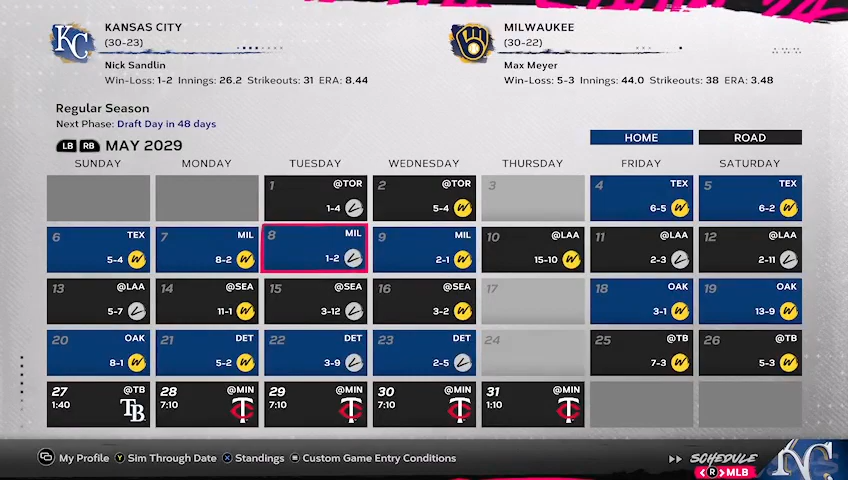 KANSAS CITY
(30-23)
Nick Sandlin
Win-Loss: 1-2 Innings: 26.2 Strikeouts: 31 ERA: 8.44
MILWAUKEE
(30-22)
Max Meyer
Win-Loss: 5-3 Innings: 44.0 Strikeouts: 38 ERA: 3.48
Regular Season
Next Phase: Draft Day in 48 days
LB RB MAY 2029
HOME ROAD
SUNDAY MONDAY TUESDAY WEDNESDAY THURSDAY FRIDAY SATURDAY
1 @TOR 2 @TOR 3 4 TEX 5 TEX
1-4 L 5-4 W 6-5 W 6-2 W
6 TEX 7 MIL 8 MIL 9 MIL 10 @LAA 11 @LAA 12 @LAA
5-4 W 8-2 W 1-2 L 2-1 W 15-10 W 2-3 L 2-11 L
13 @LAA 14 @SEA 15 @SEA 16 @SEA 17 18 OAK 19 OAK
5-7 L 11-1 W 3-12 L 3-2 W 3-1 W 13-9 W
20 OAK 21 DET 22 DET 23 DET 24 25 @TB 26 @TB
8-1 W 5-2 W 3-9 L 2-5 L 7-3 W 5-3 W
27 @TB 28 @MIN 29 @MIN 30 @MIN 31 @MIN
1:40 TB 7:10 TC 7:10 TC 7:10 TC 1:10 TC
My Profile Y Sim Through Date X Standings Custom Game Entry Conditions
SCHEDULE
R MLB
KC